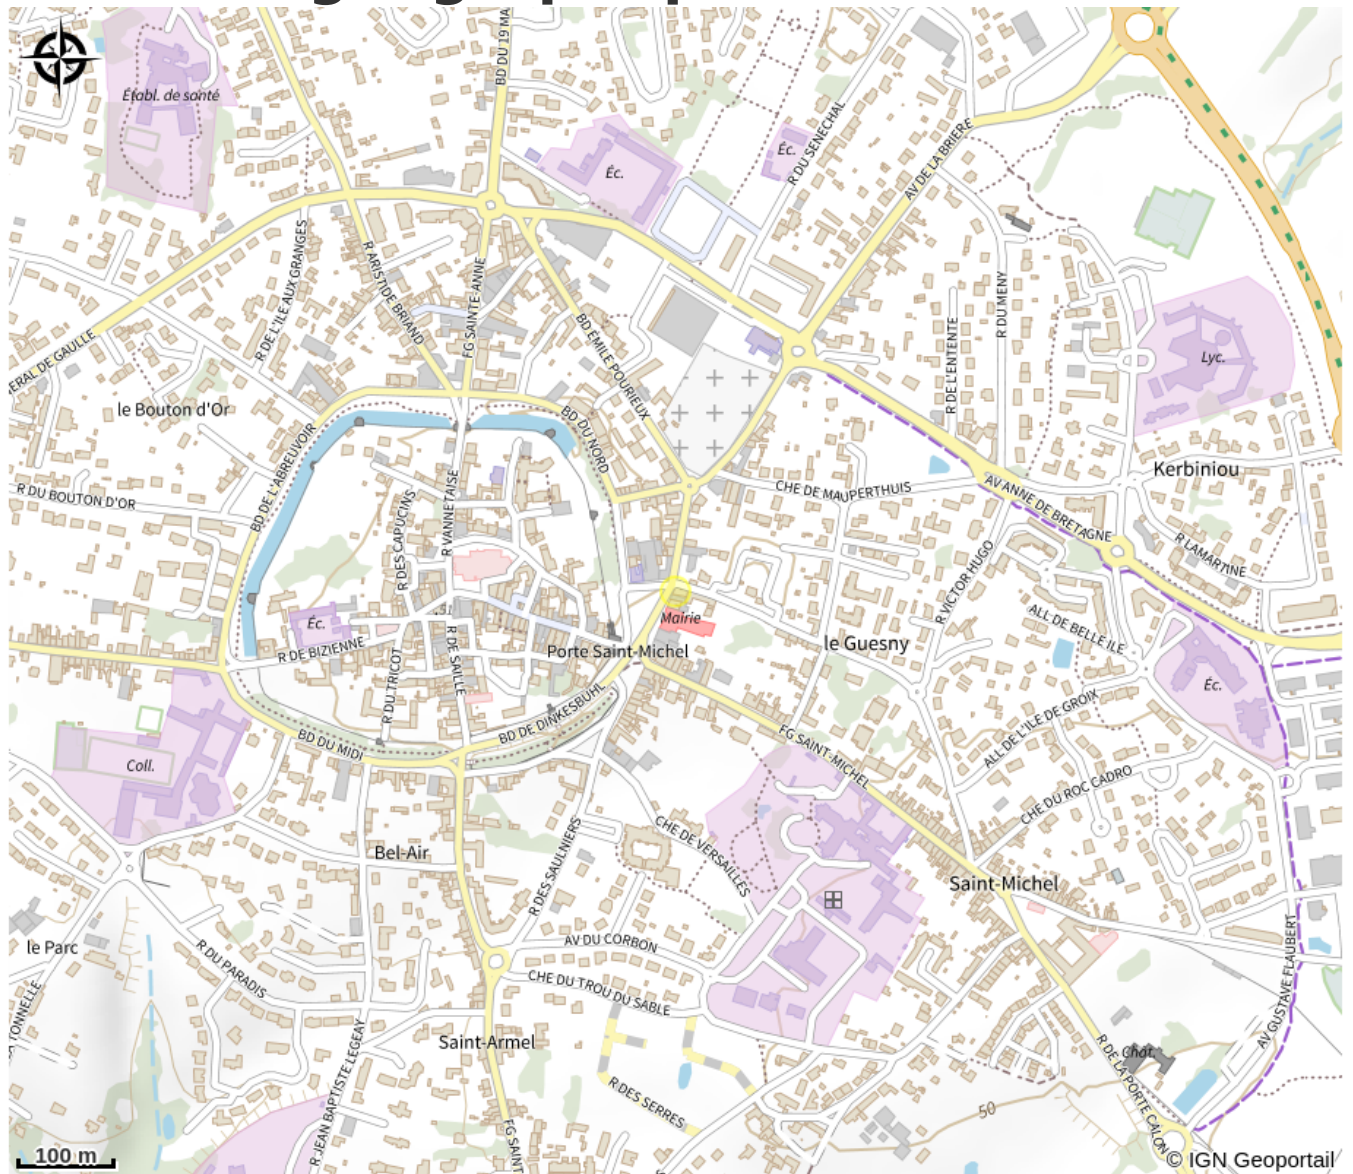 BD DU 19 MA
Établ. de santé
Éc.
Éc.
R DU SENECHAL
AV DE LA BRIERE
R DE L'ILE AUX GRANGES
R ARISTIDE BRIAND
FG SAINTE-ANNE
R DU MENY
R DE L'ENTENTE
Lyc.
NERAL DE GAULLE
BD ÉMILE POURIEUX
le Bouton d'Or
BD DU NORD
BD DE L'ABREUVOIR
Kerbiniou
R DU BOUTON D'OR
CHE DE MAUPERTHUIS
AV ANNE DE BRETAGNE
R VANNETAISE
R DES CAPUCINS
R LAMARTINE
R VICTOR HUGO
51
Éc.
Mairie
ALL DE BELLE ILE
le Guesny
R DE BIZIENNE
Porte Saint-Michel
R DU TRICOT
R DE SAILLE
Éc.
BD DE DINKESBÜHL
ALL DE L'ILE DE GROIX
BD DU MIDI
FG SAINT-MICHEL
Coll.
CHE DU ROC CADRO
CHE DE VERSAILLES
Bel-Air
R DES SAULNIERS
Saint-Michel
le Parc
AV DU CORBON
R DU PARADIS
CHE DU TROU DU SABLE
AV GUSTAVE FLAUBERT
TONNELLE
Saint-Armel
Chât.
R JEAN BAPTISTE LEGEAY
R DES SERRES
50
R DE LA PORTE CALON
FG SAINT
100 m
© IGN Geoportail